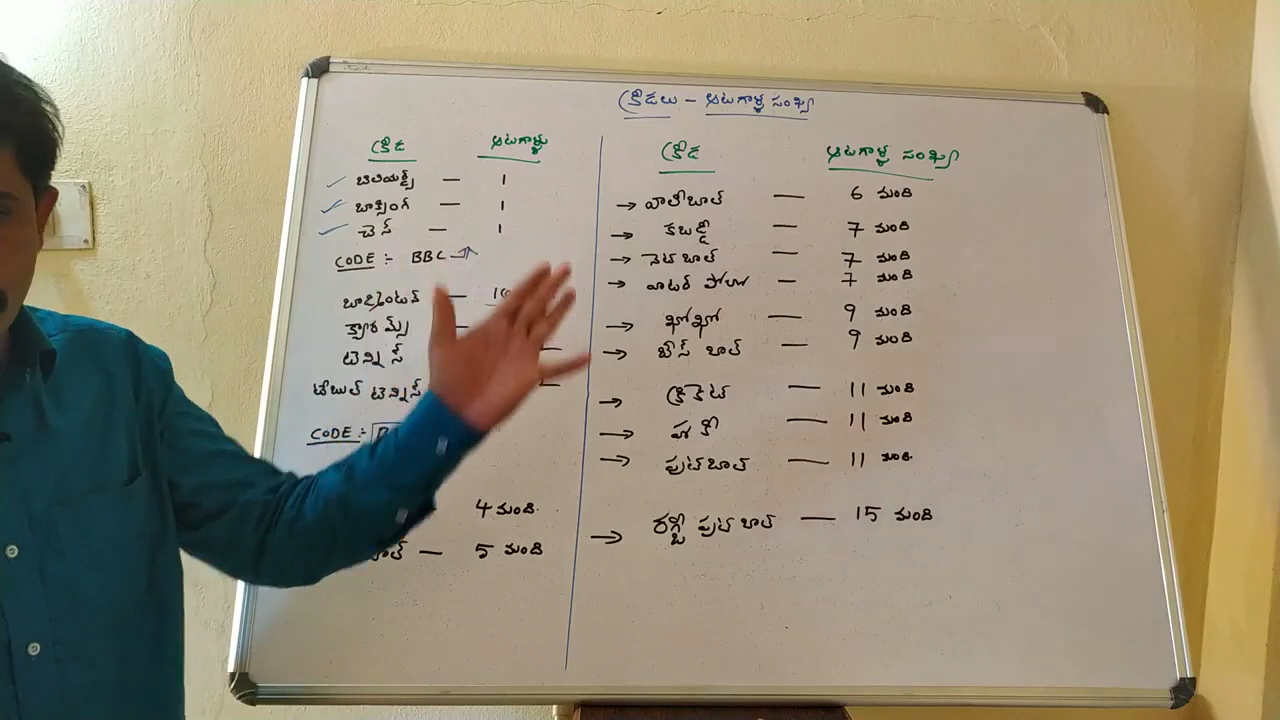 క్రీడలు - ఆటగాళ్ళ సంఖ్య
క్రీడ ఆటగాళ్ళు
బిలియర్డ్స్ — 1
బాక్సింగ్ — 1
చెస్ — 1
CODE :- BBC
బాడ్మింటన్ —
క్యారమ్స్ —
టెన్నిస్
టేబుల్ టెన్నిస్
CODE :-
4 మంది.
బాల్ — 5 మంది
క్రీడ ఆటగాళ్ళ సంఖ్య
→ వాలీబాల్ — 6 మంది
→ కబడ్డీ — 7 మంది
→ నెట్ బాల్ — 7 మంది
→ వాటర్ పోలో — 7 మంది
→ ఖోఖో — 9 మంది
→ బేస్ బాల్ — 9 మంది
→ క్రికెట్ — 11 మంది
→ హాకీ — 11 మంది
→ ఫుట్ బాల్ — 11 మంది.
→ రగ్బీ ఫుట్ బాల్ — 15 మంది